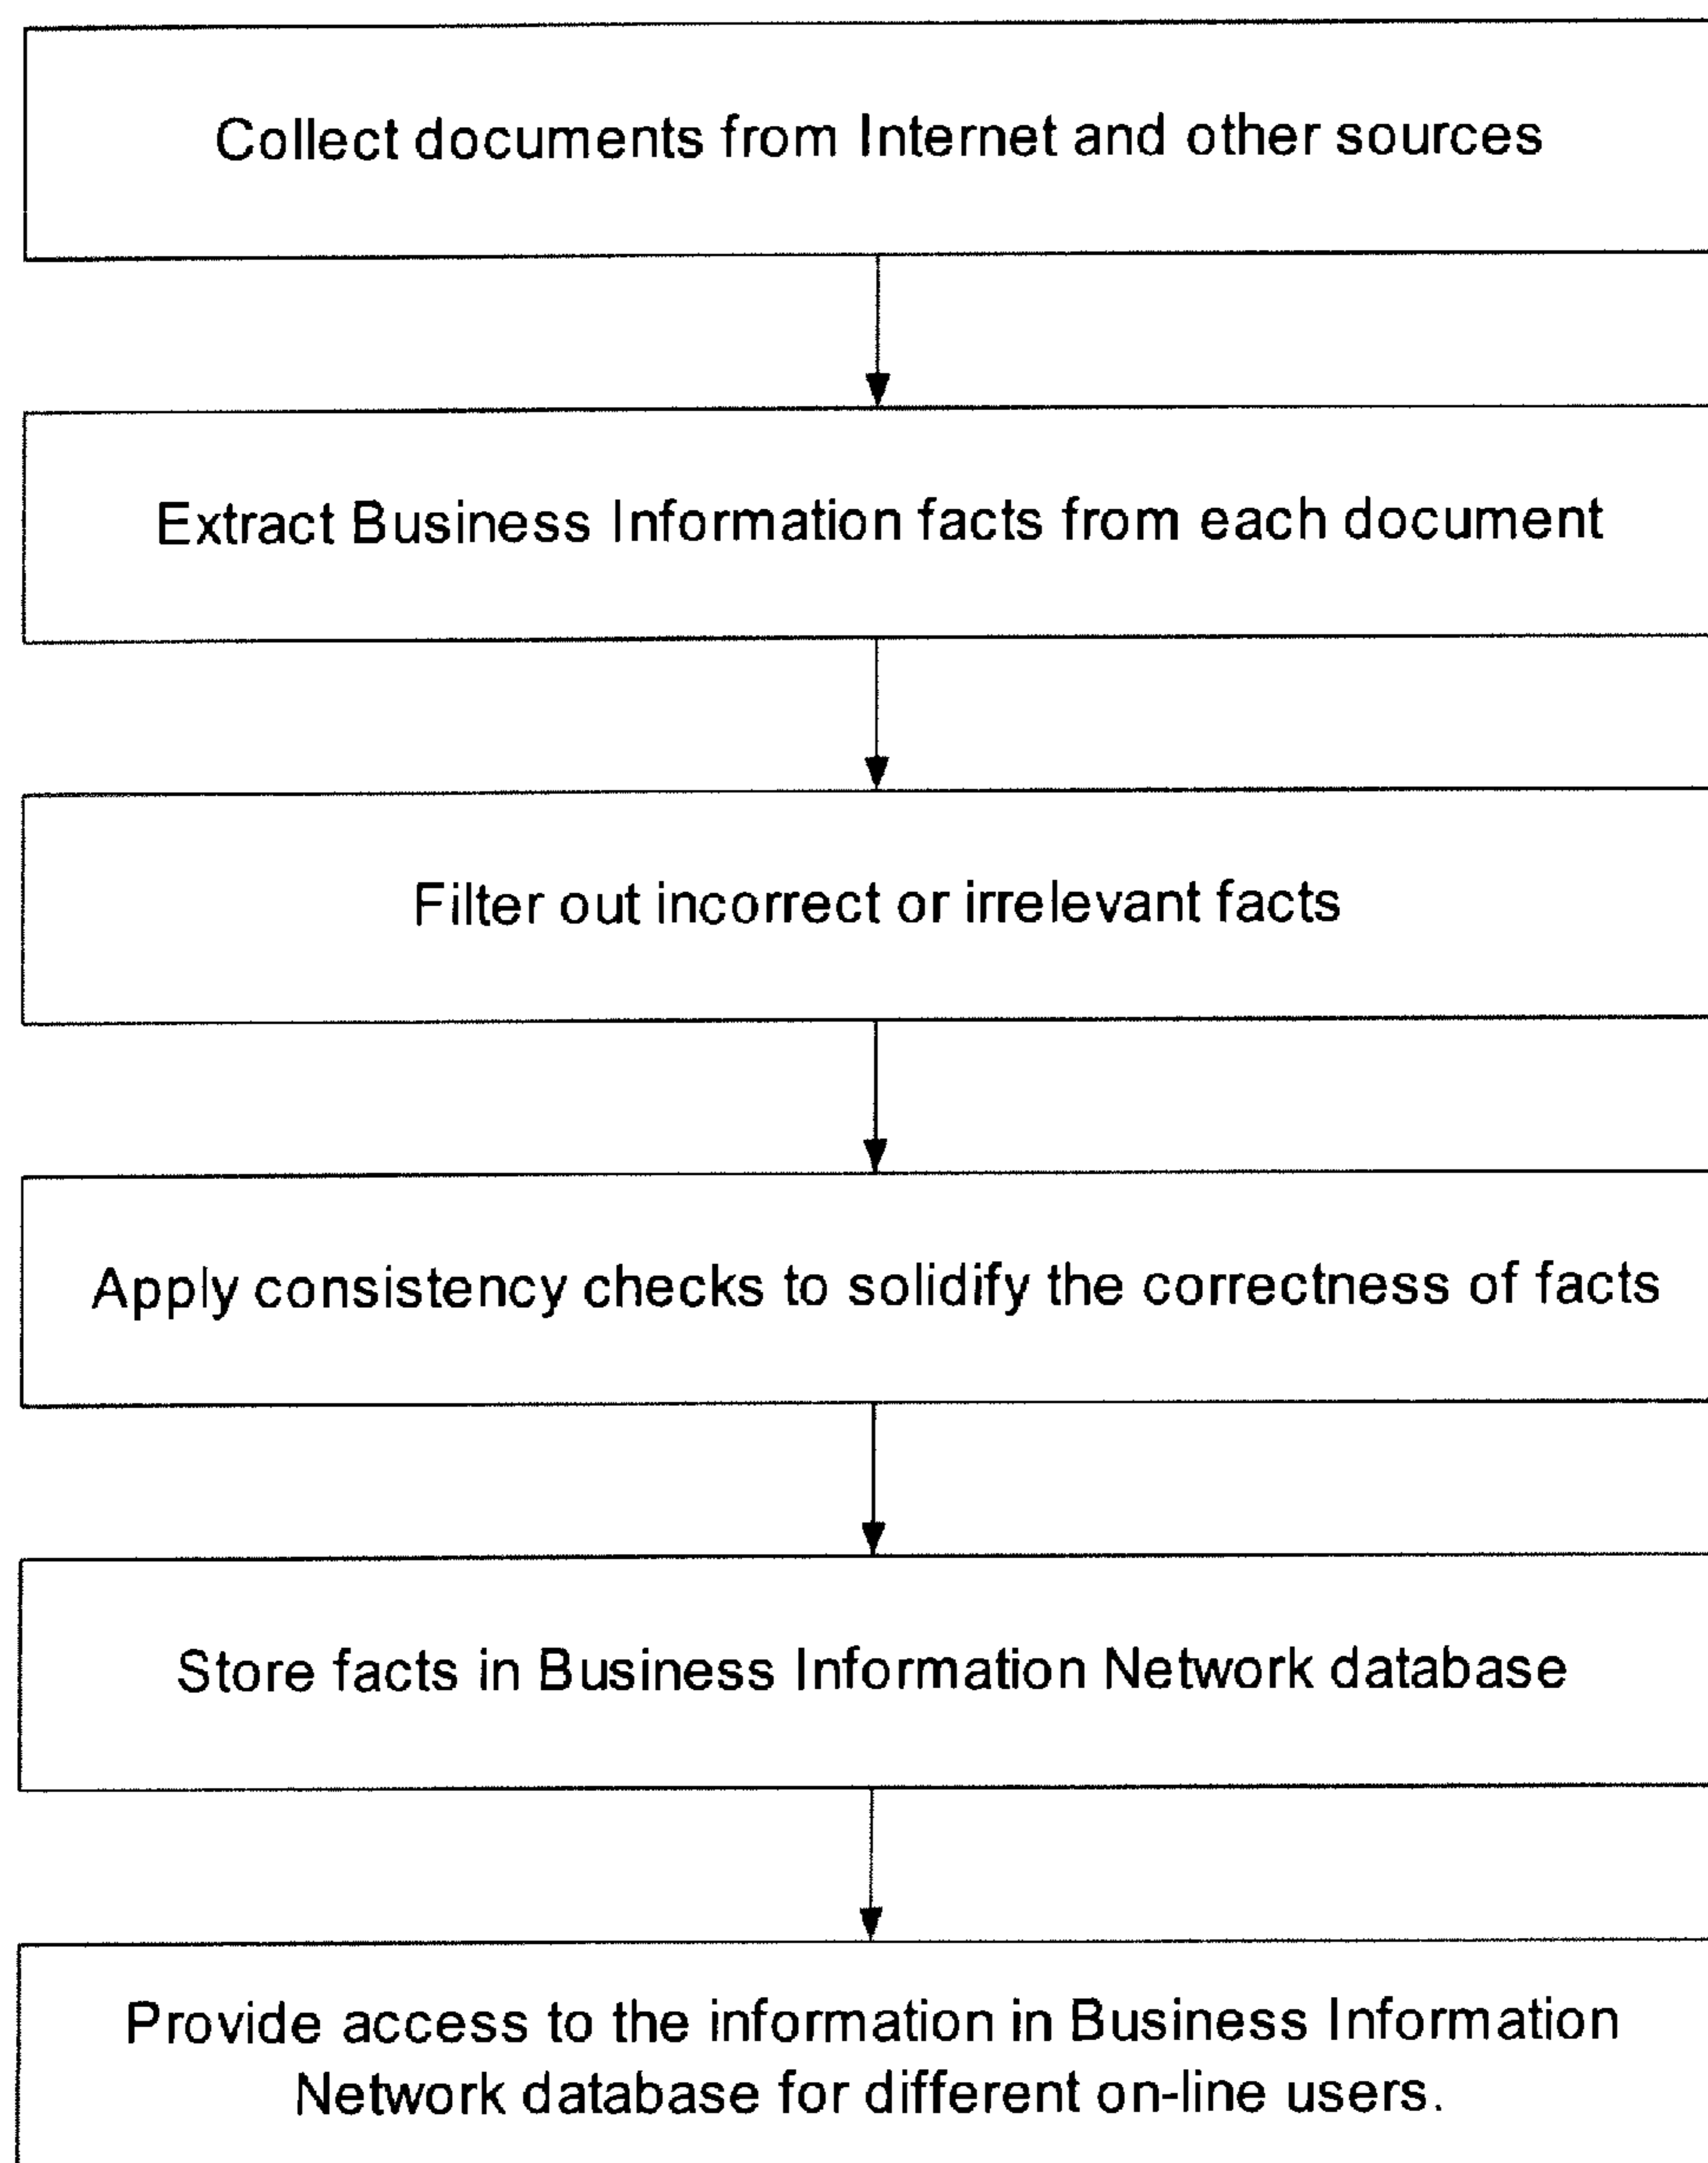 Collect documents from Internet and other sources
Extract Business Information facts from each document
Filter out incorrect or irrelevant facts
Apply consistency checks to solidify the correctness of facts
Store facts in Business Information Network database
Provide access to the information in Business Information
Network database for different on-line users.